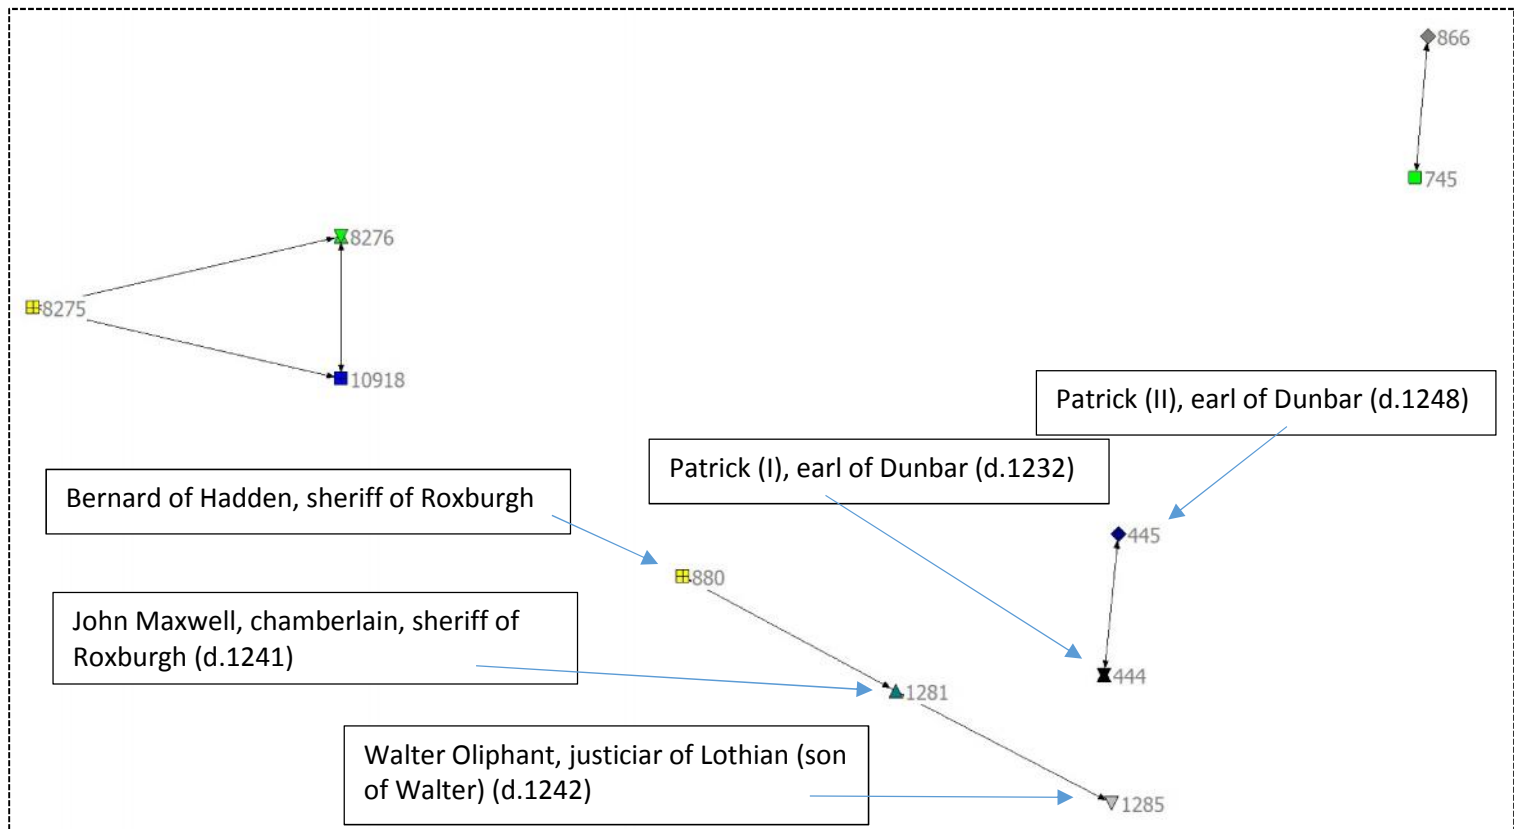 866
745
8276
8275
10918
Patrick (II), earl of Dunbar (d.1248)
Patrick (I), earl of Dunbar (d.1232)
Bernard of Hadden, sheriff of Roxburgh
445
880
John Maxwell, chamberlain, sheriff of
Roxburgh (d.1241)
444
1281
Walter Oliphant, justiciar of Lothian (son
of Walter) (d.1242)
1285